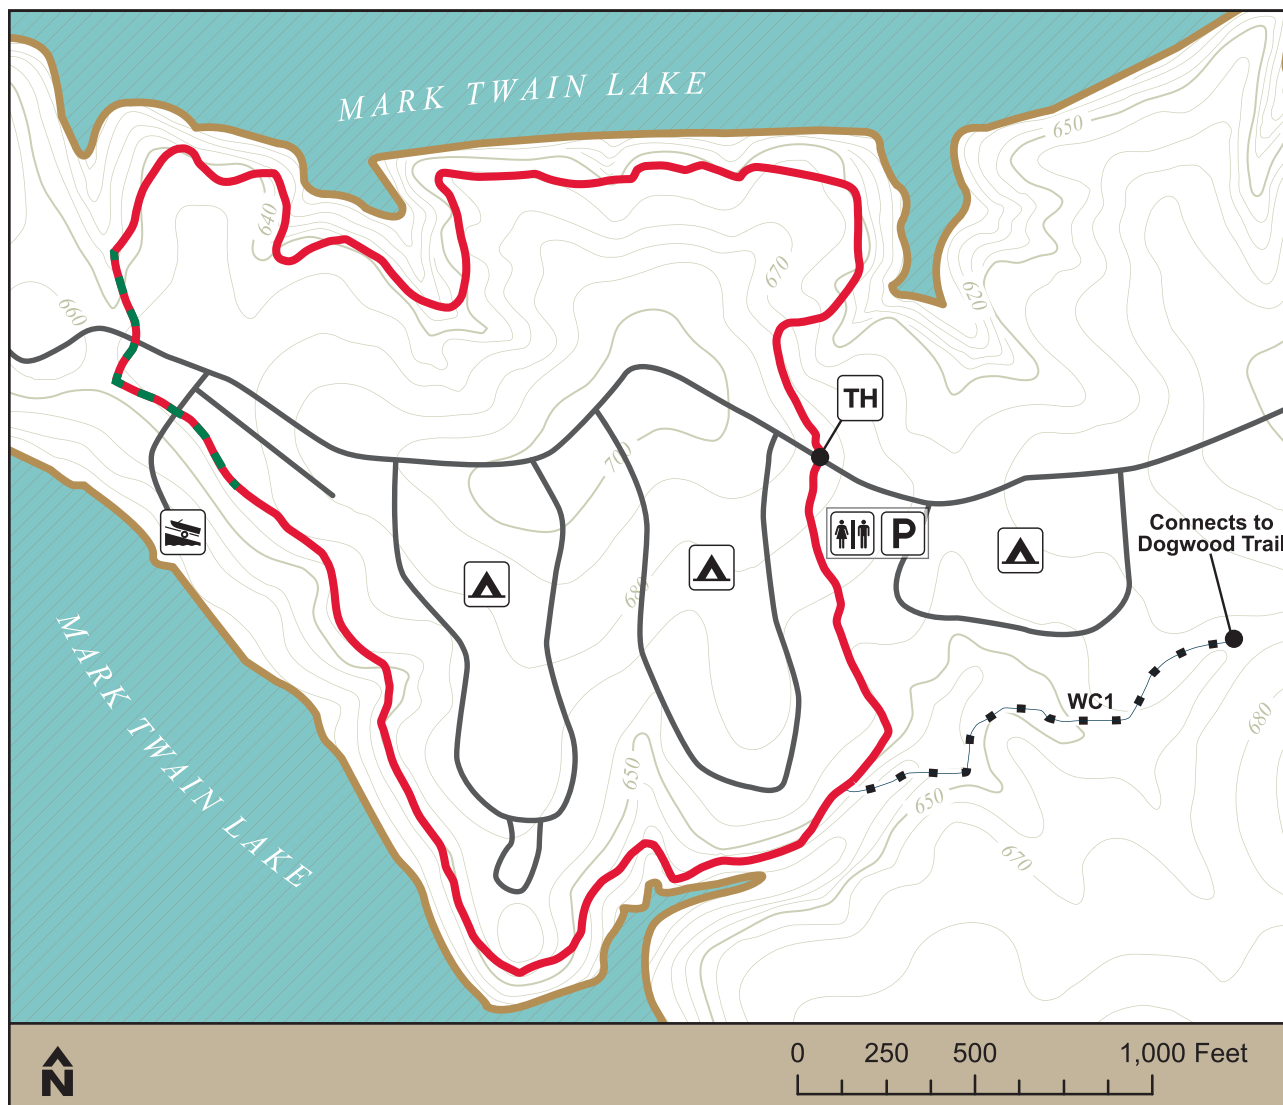 MARK TWAIN LAKE
650
640
670
620
660
TH
700
P
Connects to
Dogwood Trail
680
MARK TWAIN LAKE
WC1
680
650
650
670
N
0 250 500 1,000 Feet